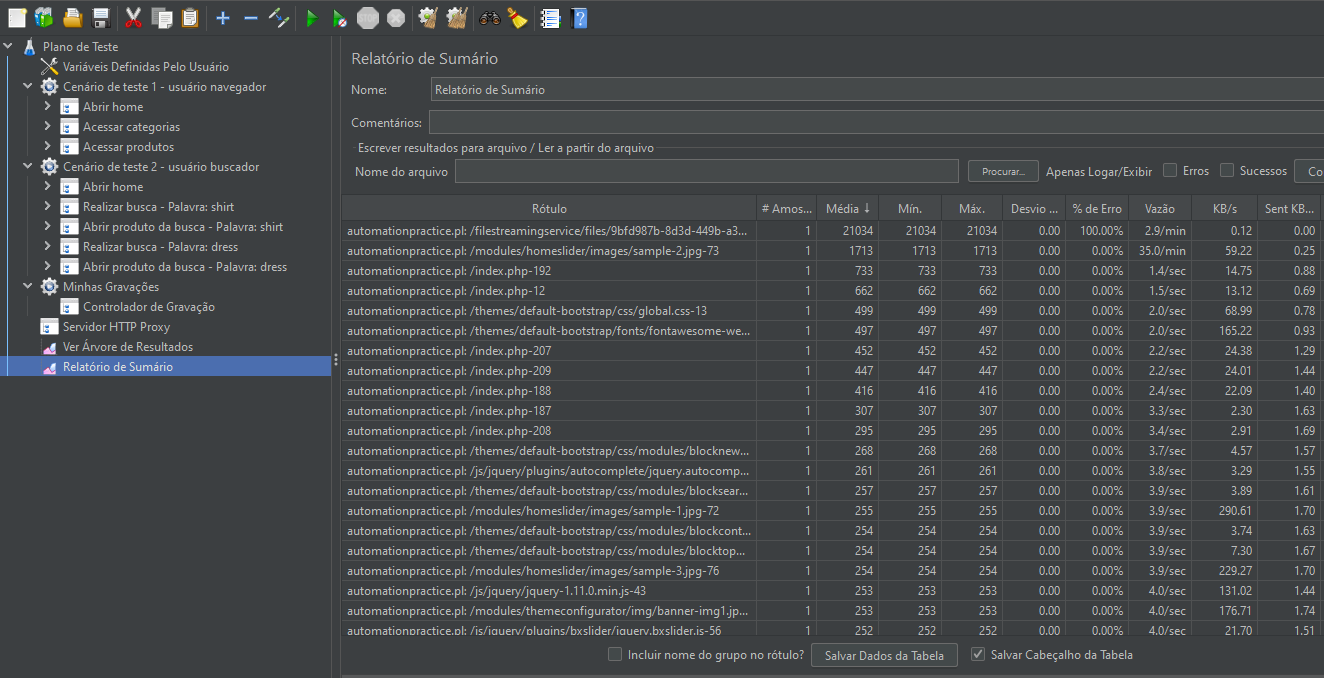 STOP
Plano de Teste
Variáveis Definidas Pelo Usuário
Cenário de teste 1 - usuário navegador
Abrir home
Acessar categorias
Acessar produtos
Cenário de teste 2 - usuário buscador
Abrir home
Realizar busca - Palavra: shirt
Abrir produto da busca - Palavra: shirt
Realizar busca - Palavra: dress
Abrir produto da busca - Palavra: dress
Minhas Gravações
Controlador de Gravação
Servidor HTTP Proxy
Ver Árvore de Resultados
Relatório de Sumário
Relatório de Sumário
Nome: Relatório de Sumário
Comentários:
Escrever resultados para arquivo / Ler a partir do arquivo
Nome do arquivo Procurar... Apenas Logar/Exibir Erros Sucessos Co
Rótulo # Amos... Média ↓ Mín. Máx. Desvio ... % de Erro Vazão KB/s Sent KB...
automationpractice.pl: /filestreamingservice/files/9bfd987b-8d3d-449b-a3... 1 21034 21034 21034 0.00 100.00% 2.9/min 0.12 0.00
automationpractice.pl: /modules/homeslider/images/sample-2.jpg-73 1 1713 1713 1713 0.00 0.00% 35.0/min 59.22 0.25
automationpractice.pl: /index.php-192 1 733 733 733 0.00 0.00% 1.4/sec 14.75 0.88
automationpractice.pl: /index.php-12 1 662 662 662 0.00 0.00% 1.5/sec 13.12 0.69
automationpractice.pl: /themes/default-bootstrap/css/global.css-13 1 499 499 499 0.00 0.00% 2.0/sec 68.99 0.78
automationpractice.pl: /themes/default-bootstrap/fonts/fontawesome-we... 1 497 497 497 0.00 0.00% 2.0/sec 165.22 0.93
automationpractice.pl: /index.php-207 1 452 452 452 0.00 0.00% 2.2/sec 24.38 1.29
automationpractice.pl: /index.php-209 1 447 447 447 0.00 0.00% 2.2/sec 24.01 1.44
automationpractice.pl: /index.php-188 1 416 416 416 0.00 0.00% 2.4/sec 22.09 1.40
automationpractice.pl: /index.php-187 1 307 307 307 0.00 0.00% 3.3/sec 2.30 1.63
automationpractice.pl: /index.php-208 1 295 295 295 0.00 0.00% 3.4/sec 2.91 1.69
automationpractice.pl: /themes/default-bootstrap/css/modules/blocknew... 1 268 268 268 0.00 0.00% 3.7/sec 4.57 1.57
automationpractice.pl: /js/jquery/plugins/autocomplete/jquery.autocomp... 1 261 261 261 0.00 0.00% 3.8/sec 3.29 1.55
automationpractice.pl: /themes/default-bootstrap/css/modules/blocksear... 1 257 257 257 0.00 0.00% 3.9/sec 3.89 1.61
automationpractice.pl: /modules/homeslider/images/sample-1.jpg-72 1 255 255 255 0.00 0.00% 3.9/sec 290.61 1.70
automationpractice.pl: /themes/default-bootstrap/css/modules/blockcont... 1 254 254 254 0.00 0.00% 3.9/sec 3.74 1.63
automationpractice.pl: /themes/default-bootstrap/css/modules/blocktop... 1 254 254 254 0.00 0.00% 3.9/sec 7.30 1.67
automationpractice.pl: /modules/homeslider/images/sample-3.jpg-76 1 254 254 254 0.00 0.00% 3.9/sec 229.27 1.70
automationpractice.pl: /js/jquery/jquery-1.11.0.min.js-43 1 253 253 253 0.00 0.00% 4.0/sec 131.02 1.44
automationpractice.pl: /modules/themeconfigurator/img/banner-img1.jp... 1 253 253 253 0.00 0.00% 4.0/sec 176.71 1.74
automationpractice.pl: /js/jquery/plugins/bxslider/jquery.bxslider.js-56 1 252 252 252 0.00 0.00% 4.0/sec 21.70 1.51
Incluir nome do grupo no rótulo? Salvar Dados da Tabela Salvar Cabeçalho da Tabela